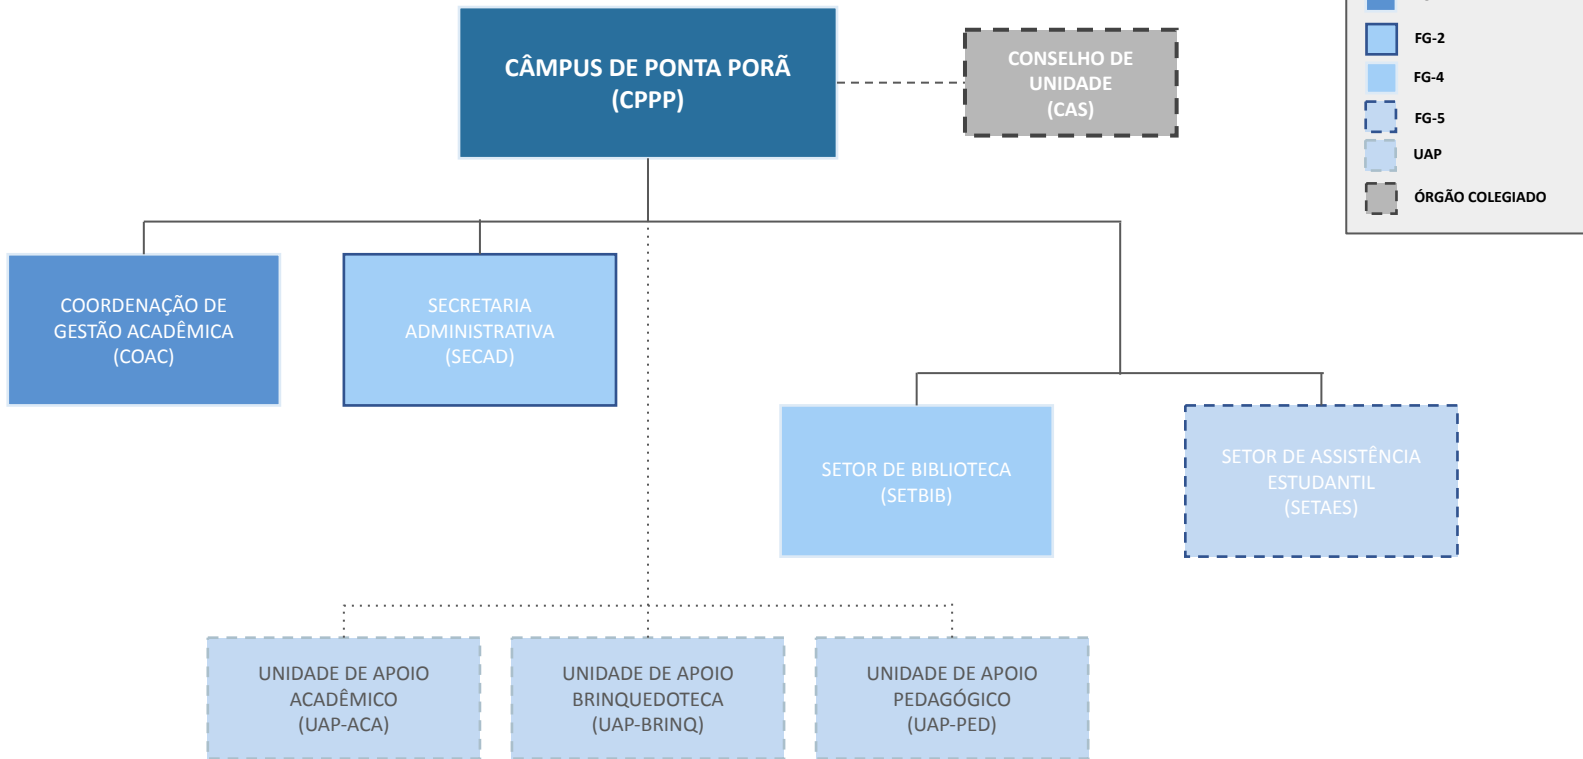 CÂMPUS DE PONTA PORÃ
(CPPP)
CONSELHO DE
UNIDADE
(CAS)
FG-2
FG-4
FG-5
UAP
ÓRGÃO COLEGIADO
COORDENAÇÃO DE
GESTÃO ACADÊMICA
(COAC)
SECRETARIA
ADMINISTRATIVA
(SECAD)
SETOR DE BIBLIOTECA
(SETBIB)
SETOR DE ASSISTÊNCIA
ESTUDANTIL
(SETAES)
UNIDADE DE APOIO
ACADÊMICO
(UAP-ACA)
UNIDADE DE APOIO
BRINQUEDOTECA
(UAP-BRINQ)
UNIDADE DE APOIO
PEDAGÓGICO
(UAP-PED)